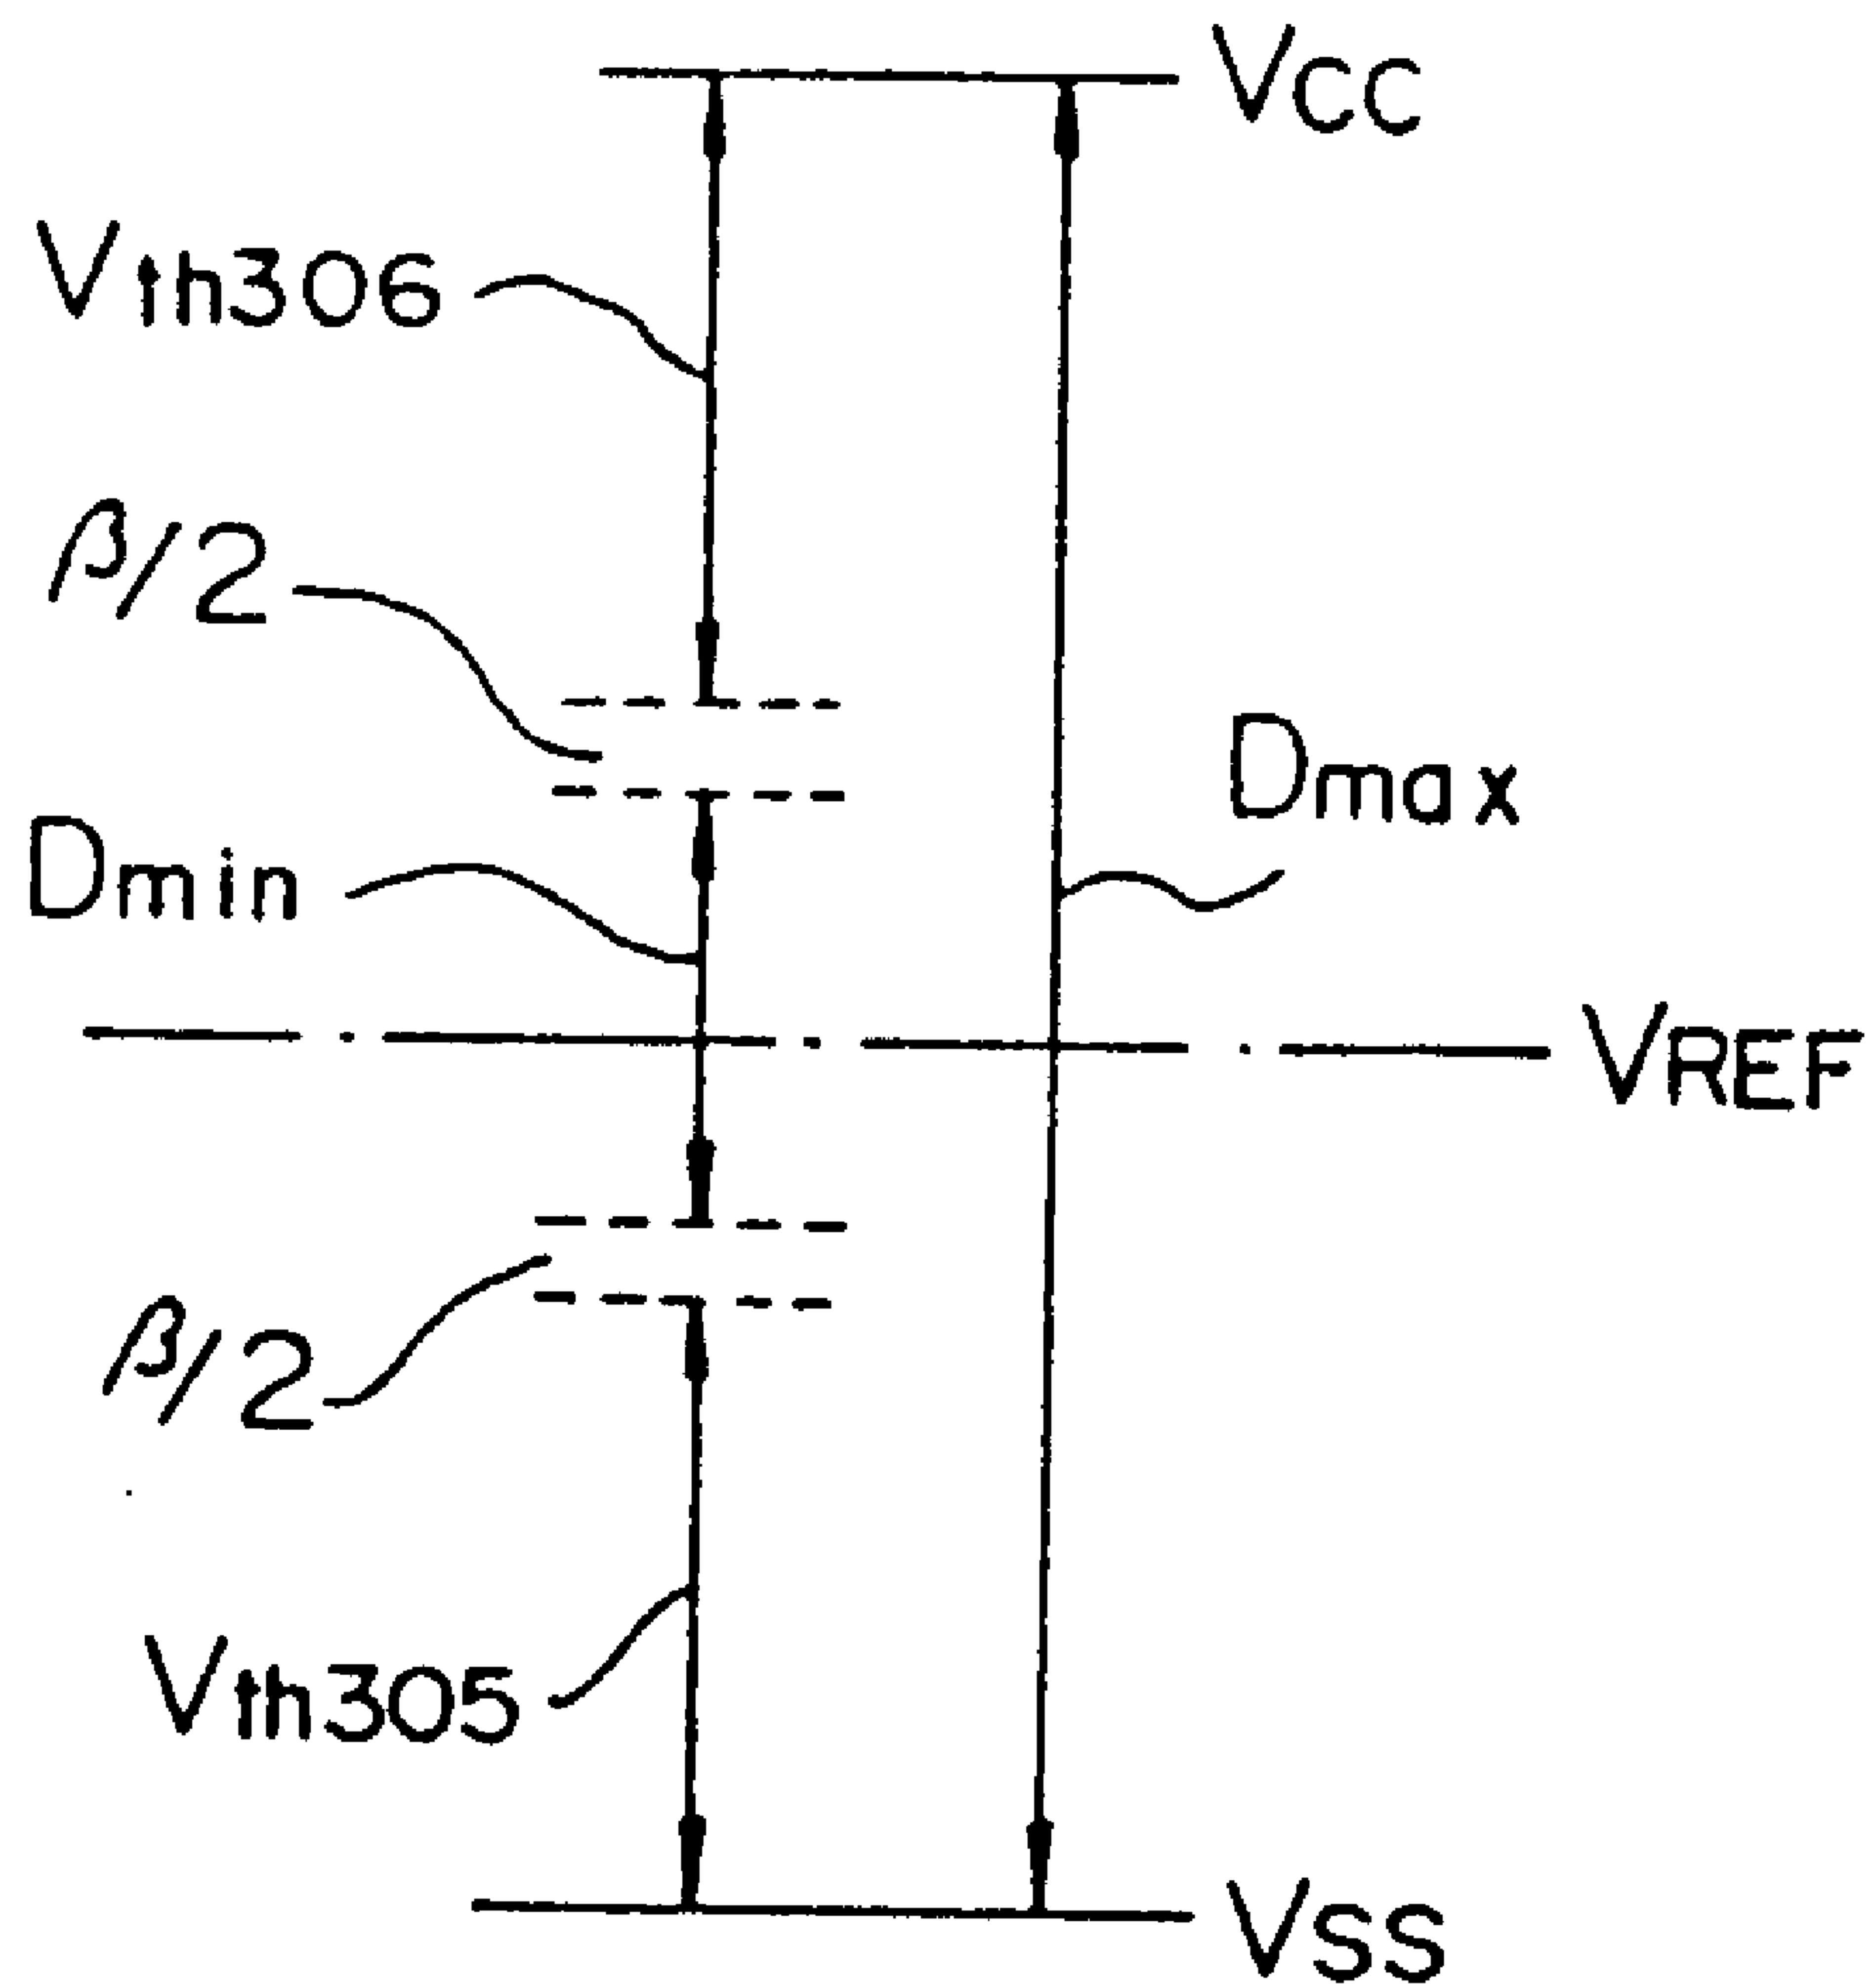 VCC
Vth306
β/2
Dmax
Dmin
VREF
β/2
Vth305
VSS